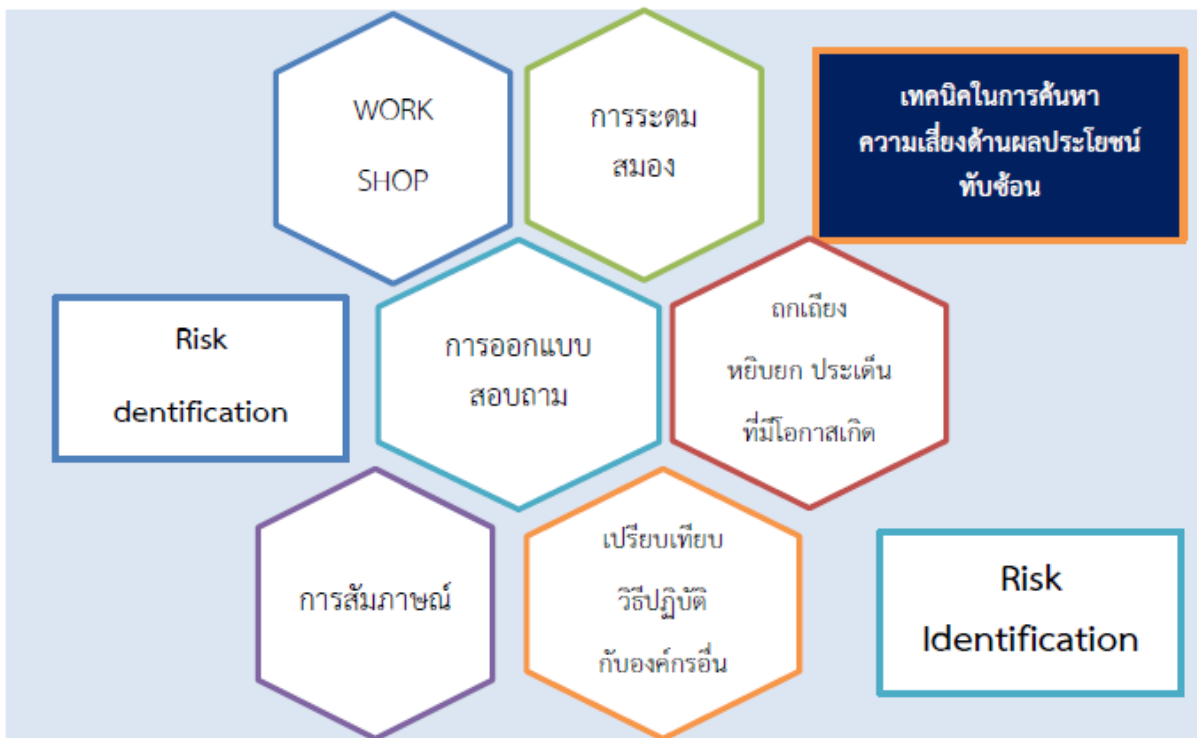 WORK
SHOP
การระดม
สมอง
เทคนิคในการค้นหา
ความเสี่ยงด้านผลประโยชน์
ทับซ้อน
Risk
dentification
การออกแบบ
สอบถาม
ถกเถียง
หยิบยก ประเด็น
ที่มีโอกาสเกิด
การสัมภาษณ์
เปรียบเทียบ
วิธีปฏิบัติ
กับองค์กรอื่น
Risk
Identification